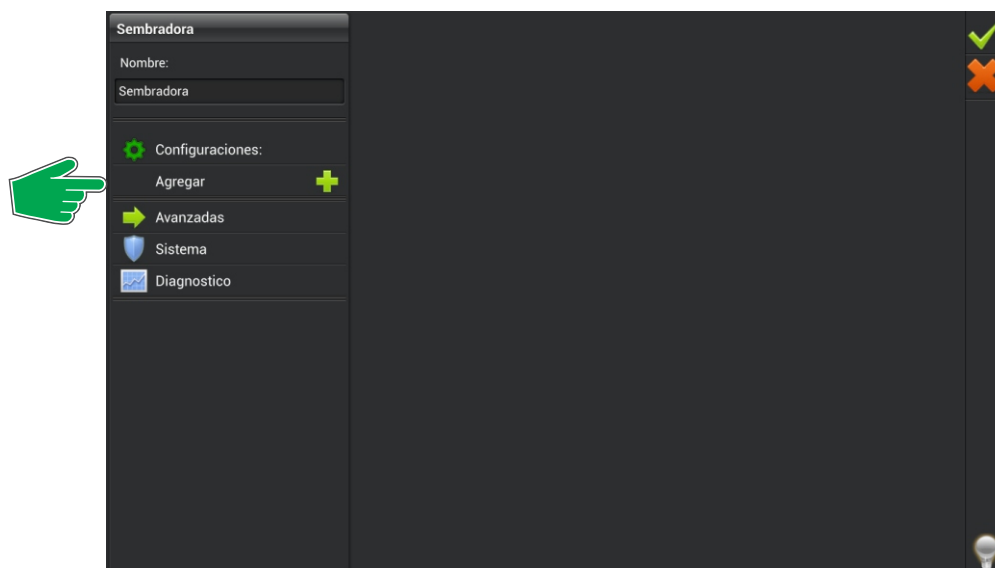 Sembradora
Nombre:
Sembradora
Configuraciones:
Agregar
Avanzadas
Sistema
Diagnostico